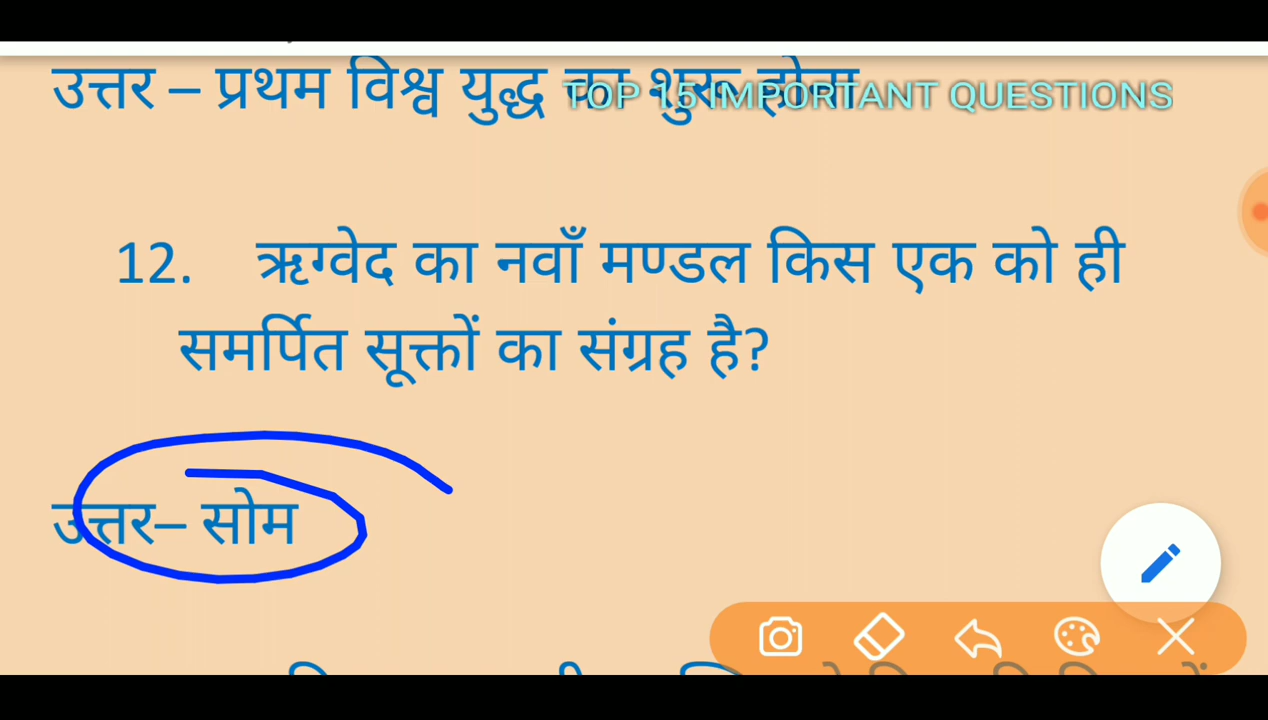 उत्तर – प्रथम विश्व युद्ध का शुरू होना
TOP 15 IMPORTANT QUESTIONS
12. ऋग्वेद का नवाँ मण्डल किस एक को ही
समर्पित सूक्तों का संग्रह है?
उत्तर– सोम